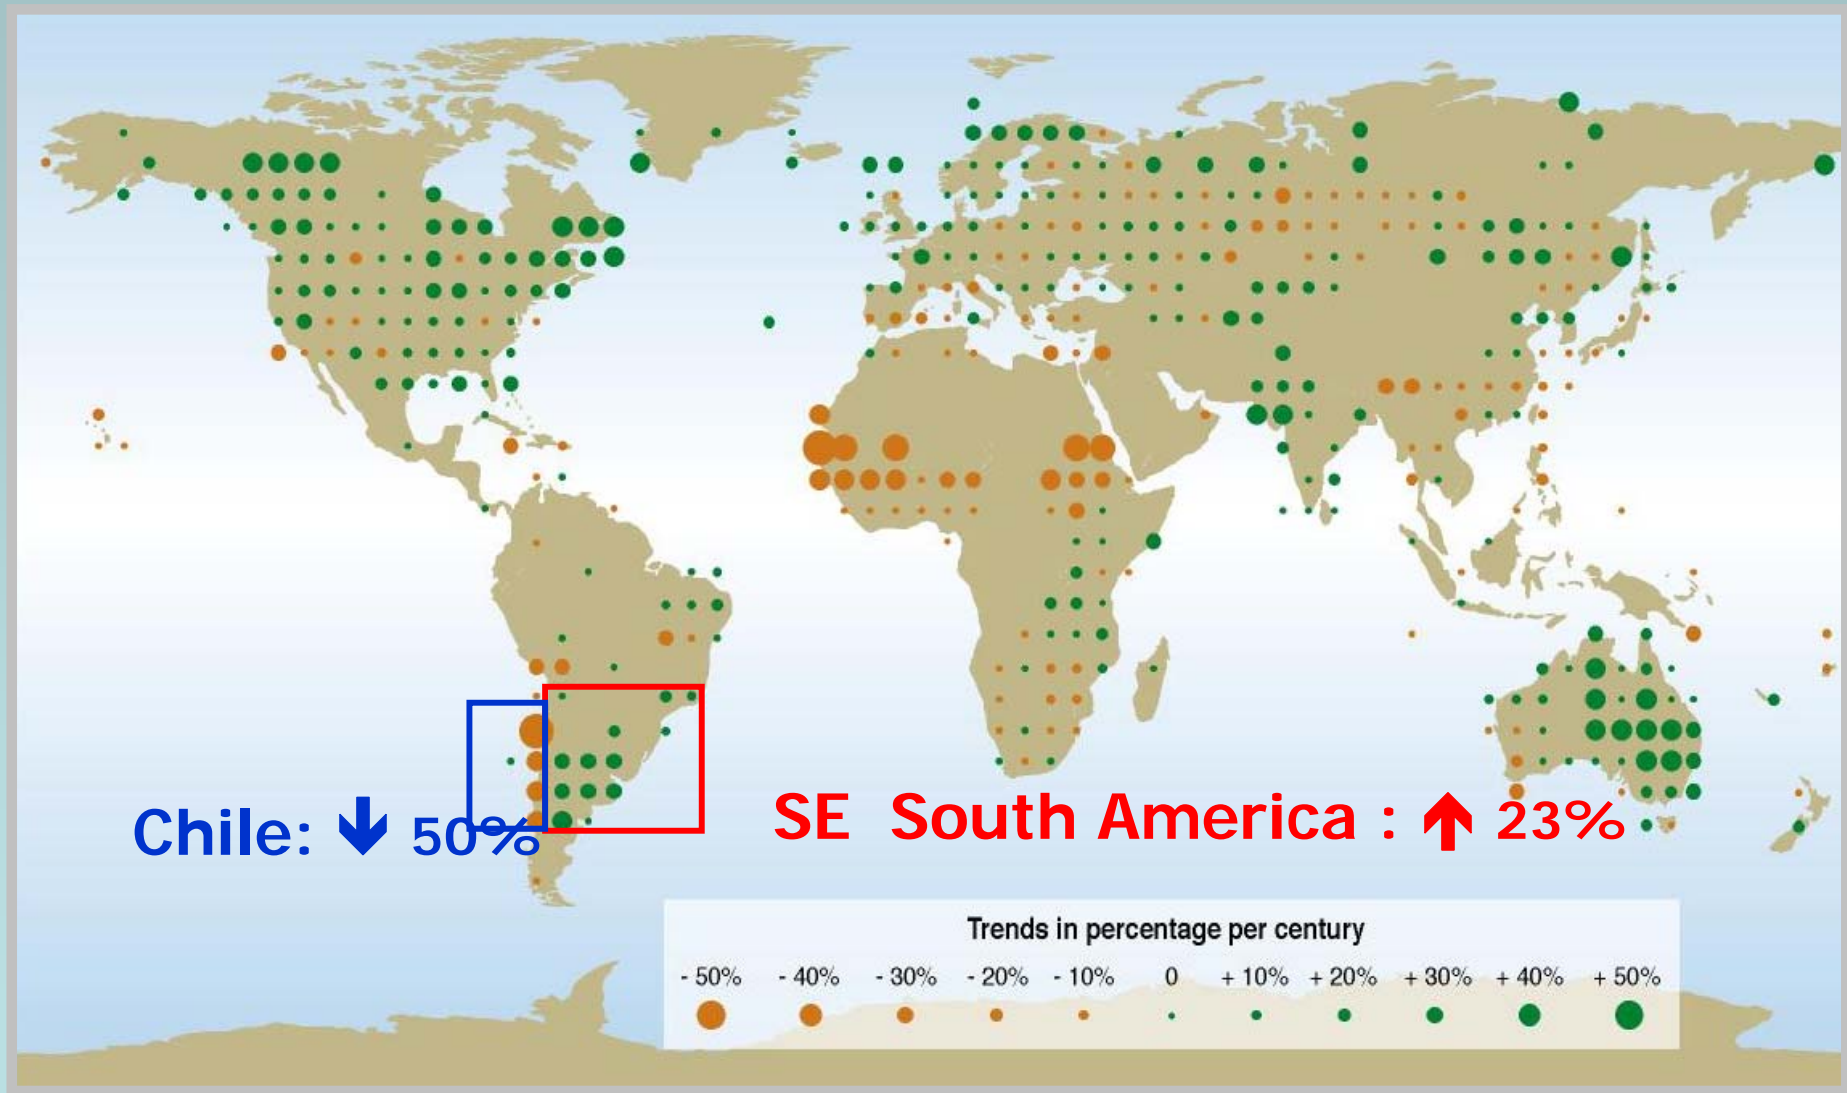 Chile: 🡇 50%
SE South America : 🡅 23%
Trends in percentage per century
- 50% - 40% - 30% - 20% - 10% 0 + 10% + 20% + 30% + 40% + 50%